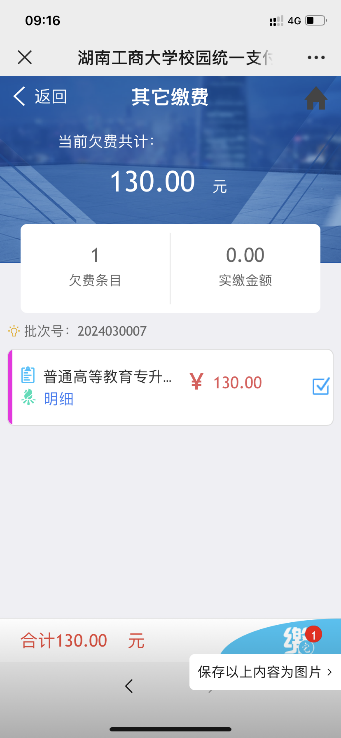 09:16
4G
湖南工商大学校园统一支付
返回
其它缴费
当前欠费共计：
130.00 元
1
欠费条目
0.00
实缴金额
批次号：2024030007
普通高等教育专升...
¥ 130.00
明细
合计130.00 元
缴
1
保存以上内容为图片